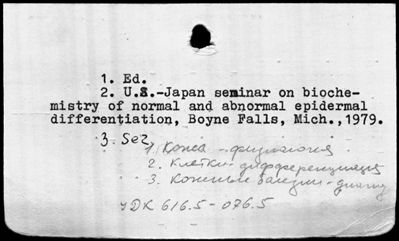 1. Ed.
2. U.S.-Japan seminar on bioche-
mistry of normal and abnormal epidermal
differentiation, Boyne Falls, Mich.,1979.
3. Sez,
1. Кожа - физиология
2. Клетки - дифференциация
3. Кожные
УДК 616.5-076.5